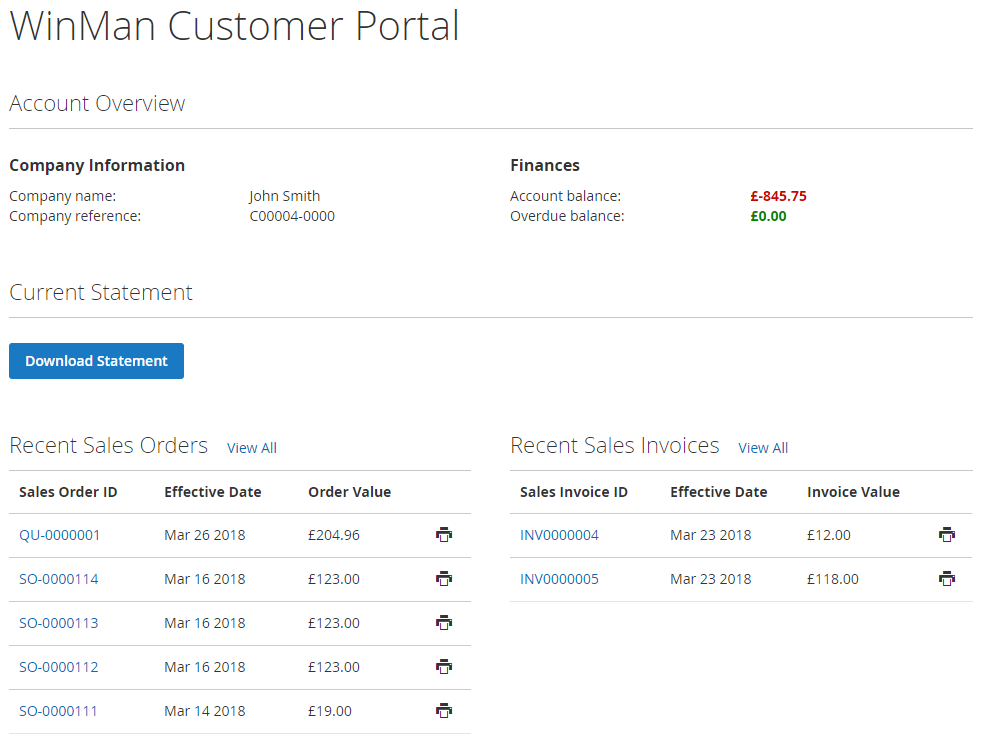 WinMan Customer Portal
Account Overview
Company Information
Company name: John Smith
Company reference: C00004-0000
Finances
Account balance: £-845.75
Overdue balance: £0.00
Current Statement
Download Statement
Recent Sales Orders View All
Sales Order ID Effective Date Order Value
QU-0000001 Mar 26 2018 £204.96
SO-0000114 Mar 16 2018 £123.00
SO-0000113 Mar 16 2018 £123.00
SO-0000112 Mar 16 2018 £123.00
SO-0000111 Mar 14 2018 £19.00
Recent Sales Invoices View All
Sales Invoice ID Effective Date Invoice Value
INV0000004 Mar 23 2018 £12.00
INV0000005 Mar 23 2018 £118.00